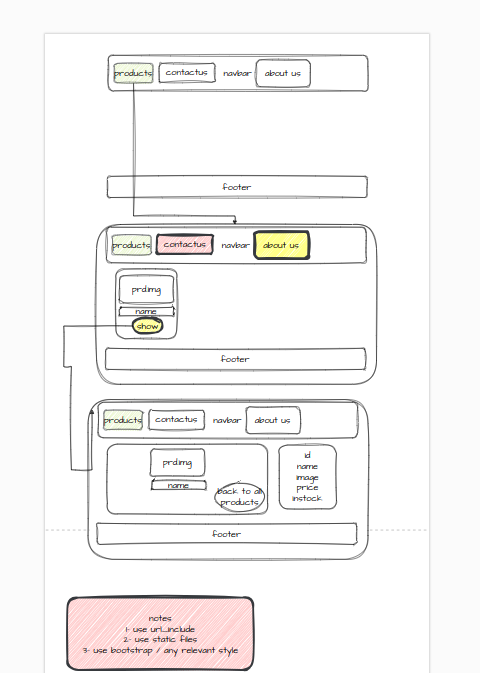 products contactus navbar about us
footer
products contactus navbar about us
prdimg
name
show
footer
products contactus navbar about us
prdimg
name
back to all
products
id
name
image
price
instock
footer
notes
1- use url_include
2- use static files
3- use bootstrap / any relevant style